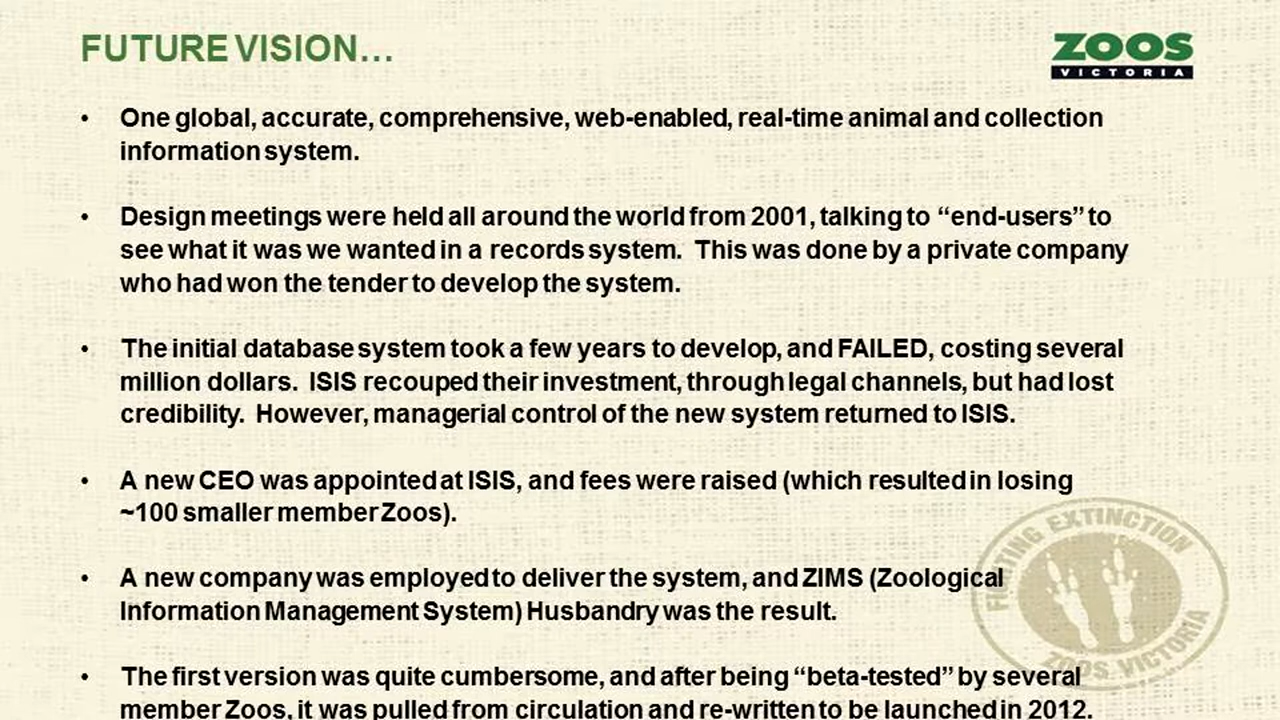 FUTURE VISION...
ZOOS
VICTORIA
• One global, accurate, comprehensive, web-enabled, real-time animal and collection
information system.
• Design meetings were held all around the world from 2001, talking to “end-users” to
see what it was we wanted in a records system. This was done by a private company
who had won the tender to develop the system.
• The initial database system took a few years to develop, and FAILED, costing several
million dollars. ISIS recouped their investment, through legal channels, but had lost
credibility. However, managerial control of the new system returned to ISIS.
• A new CEO was appointed at ISIS, and fees were raised (which resulted in losing
~100 smaller member Zoos).
• A new company was employed to deliver the system, and ZIMS (Zoological
Information Management System) Husbandry was the result.
• The first version was quite cumbersome, and after being “beta-tested” by several
member Zoos, it was pulled from circulation and re-written to be launched in 2012.
FIGHTING EXTINCTION
ZOOS VICTORIA